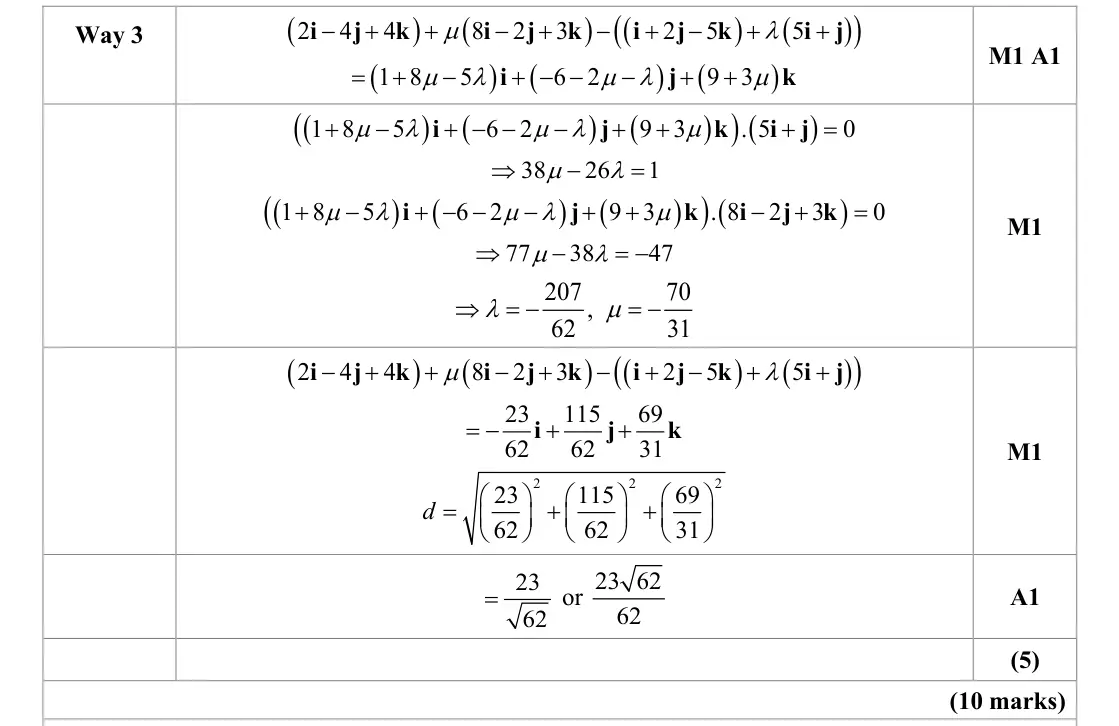 Way 3
(2i − 4j + 4k) + μ(8i − 2j + 3k) − ((i + 2j − 5k) + λ(5i + j))
= (1 + 8μ − 5λ)i + (−6 − 2μ − λ)j + (9 + 3μ)k
M1 A1
((1 + 8μ − 5λ)i + (−6 − 2μ − λ)j + (9 + 3μ)k).(5i + j) = 0
⇒ 38μ − 26λ = 1
((1 + 8μ − 5λ)i + (−6 − 2μ − λ)j + (9 + 3μ)k).(8i − 2j + 3k) = 0
⇒ 77μ − 38λ = −47
⇒ λ = −207/62, μ = −70/31
M1
(2i − 4j + 4k) + μ(8i − 2j + 3k) − ((i + 2j − 5k) + λ(5i + j))
= −23/62 i + 115/62 j + 69/31 k
d = √((23/62)² + (115/62)² + (69/31)²)
M1
= 23/√62 or 23√62/62
A1
(5)
(10 marks)